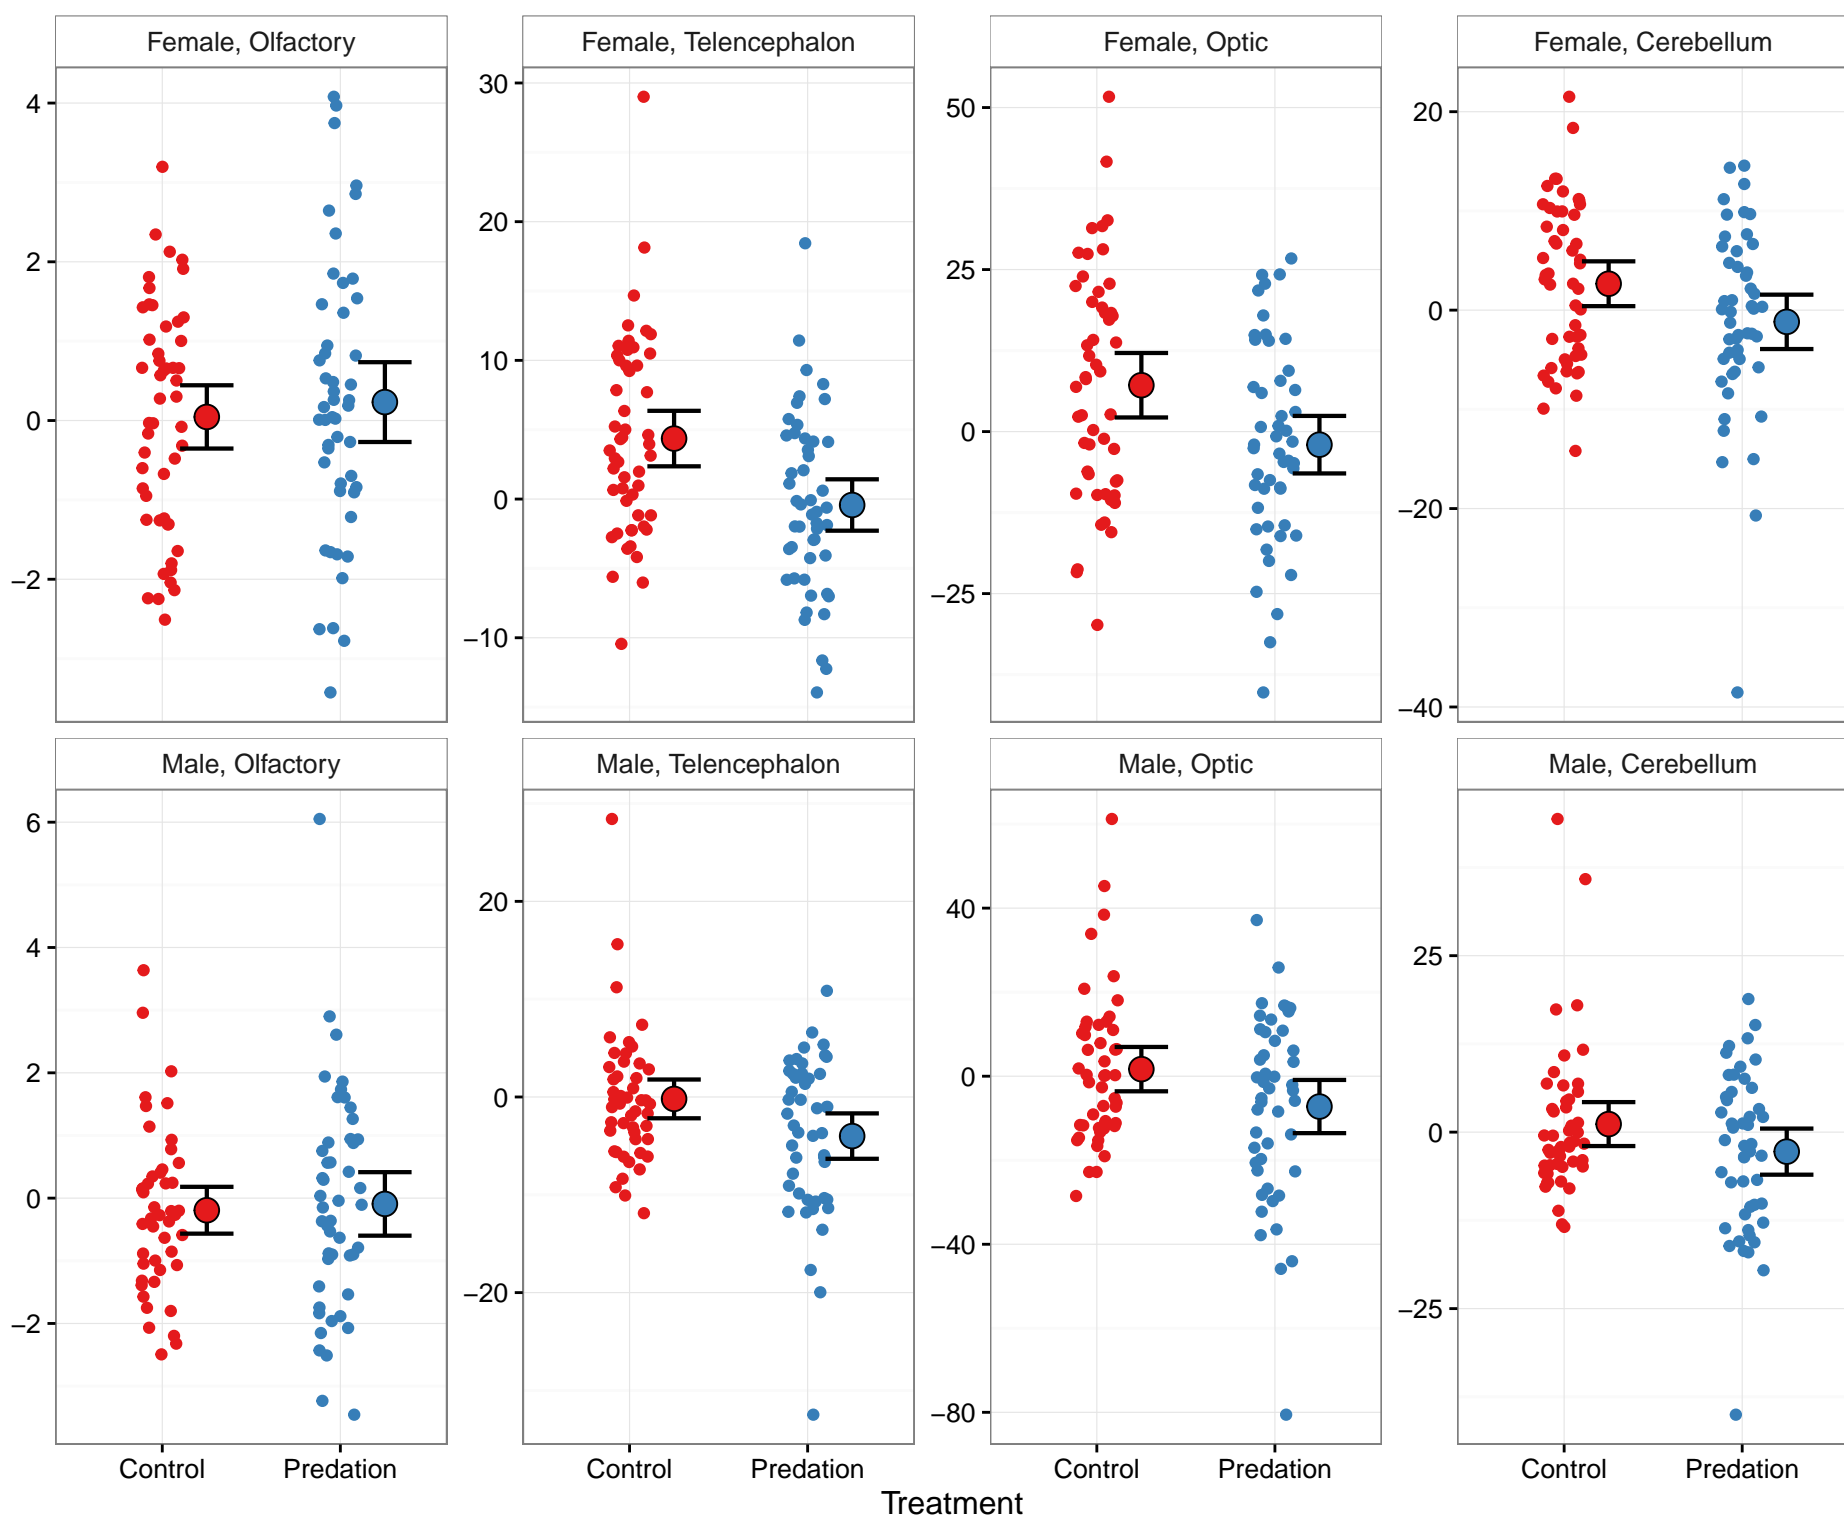 Female, Olfactory
Female, Telencephalon
Female, Optic
Female, Cerebellum
4
2
0
−2
30
20
10
0
−10
50
25
0
−25
20
0
−20
−40
Male, Olfactory
Male, Telencephalon
Male, Optic
Male, Cerebellum
6
4
2
0
−2
20
0
−20
40
0
−40
−80
25
0
−25
Control Predation
Control Predation
Control Predation
Control Predation
Treatment